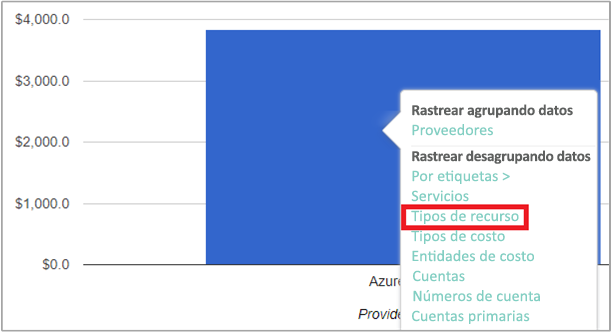 $4,000.0
$3,000.0
$2,000.0
$1,000.0
$0.0
Rastrear agrupando datos
Proveedores
Rastrear desagrupando datos
Por etiquetas >
Servicios
Tipos de recurso
Tipos de costo
Entidades de costo
Cuentas
Números de cuenta
Cuentas primarias
Azure
Provide